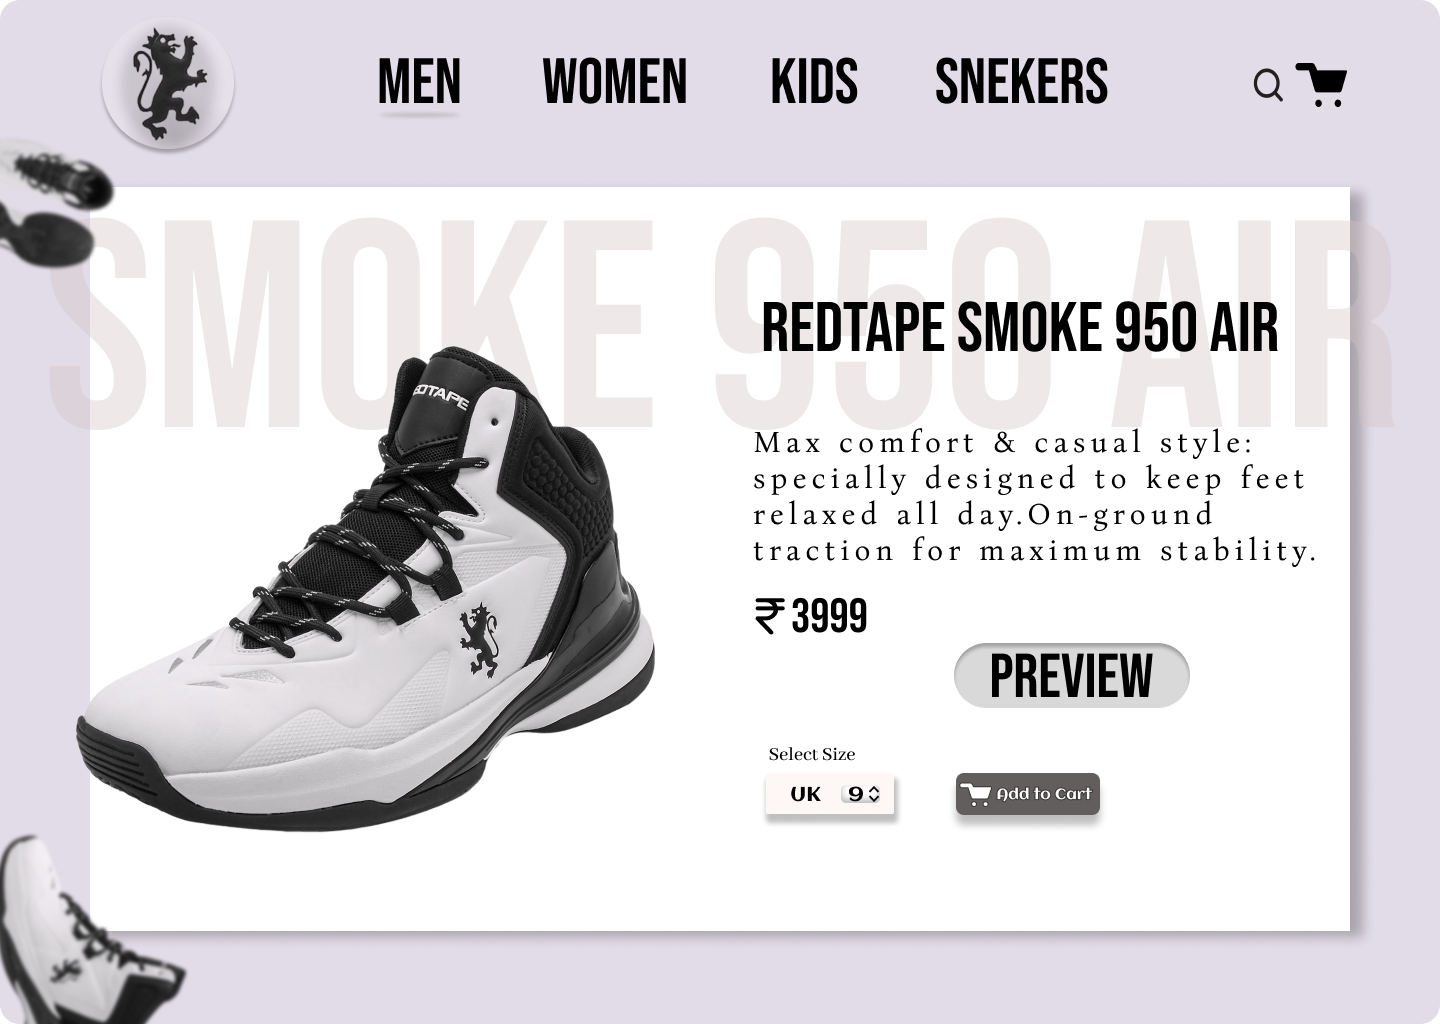 MEN WOMEN KIDS SNEKERS
SMOKE 950 AIR
REDTAPE SMOKE 950 AIR
Max comfort & casual style:
specially designed to keep feet
relaxed all day.On-ground
traction for maximum stability.
₹ 3999
PREVIEW
Select Size
UK 9
Add to Cart